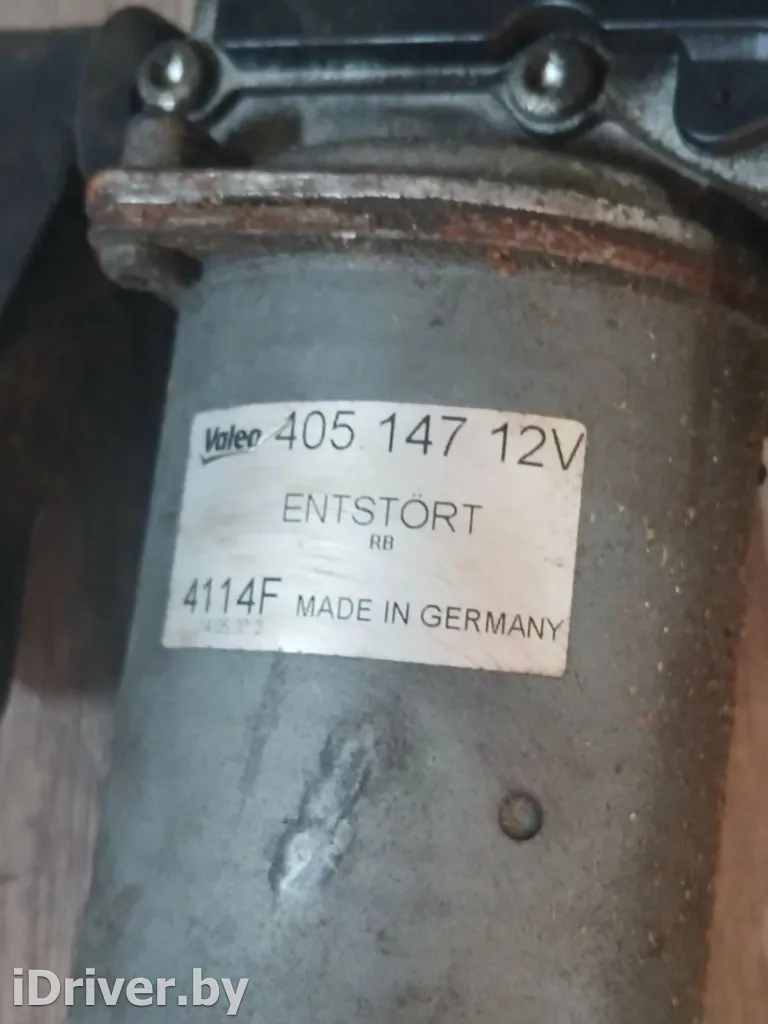 Valeo 405 147 12V
ENTSTÖRT
RB
4114F MADE IN GERMANY
iDriver.by